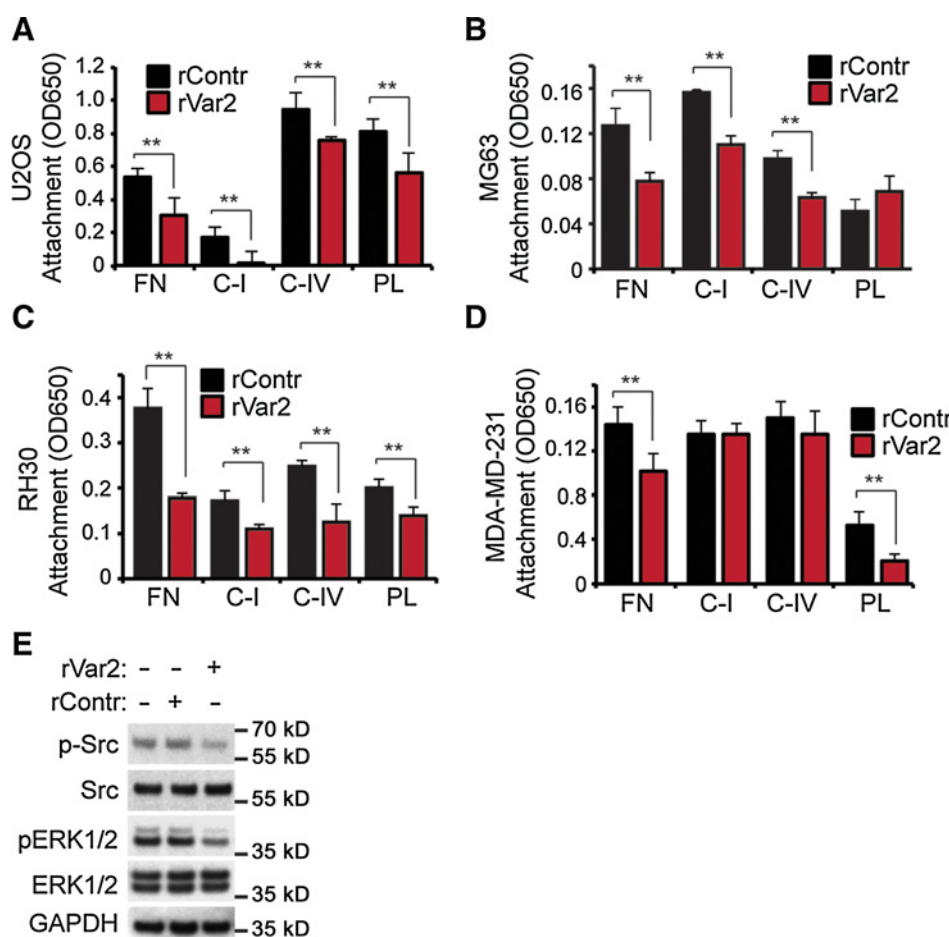 A
U2OS
Attachment (OD650)
1.2
1.0
0.8
0.6
0.4
0.2
0
rContr
rVar2
**
**
**
**
FN C-I C-IV PL
B
MG63
Attachment (OD650)
0.16
0.12
0.08
0.04
0
rContr
rVar2
**
**
**
FN C-I C-IV PL
C
RH30
Attachment (OD650)
0.4
0.3
0.2
0.1
0
rContr
rVar2
**
**
**
**
FN C-I C-IV PL
D
MDA-MD-231
Attachment (OD650)
0.16
0.12
0.8
0.4
0
rContr
rVar2
**
**
FN C-I C-IV PL
E
rVar2: - - +
rContr: - + -
p-Src 70 kD
55 kD
Src 55 kD
pERK1/2 35 kD
ERK1/2 35 kD
GAPDH 35 kD